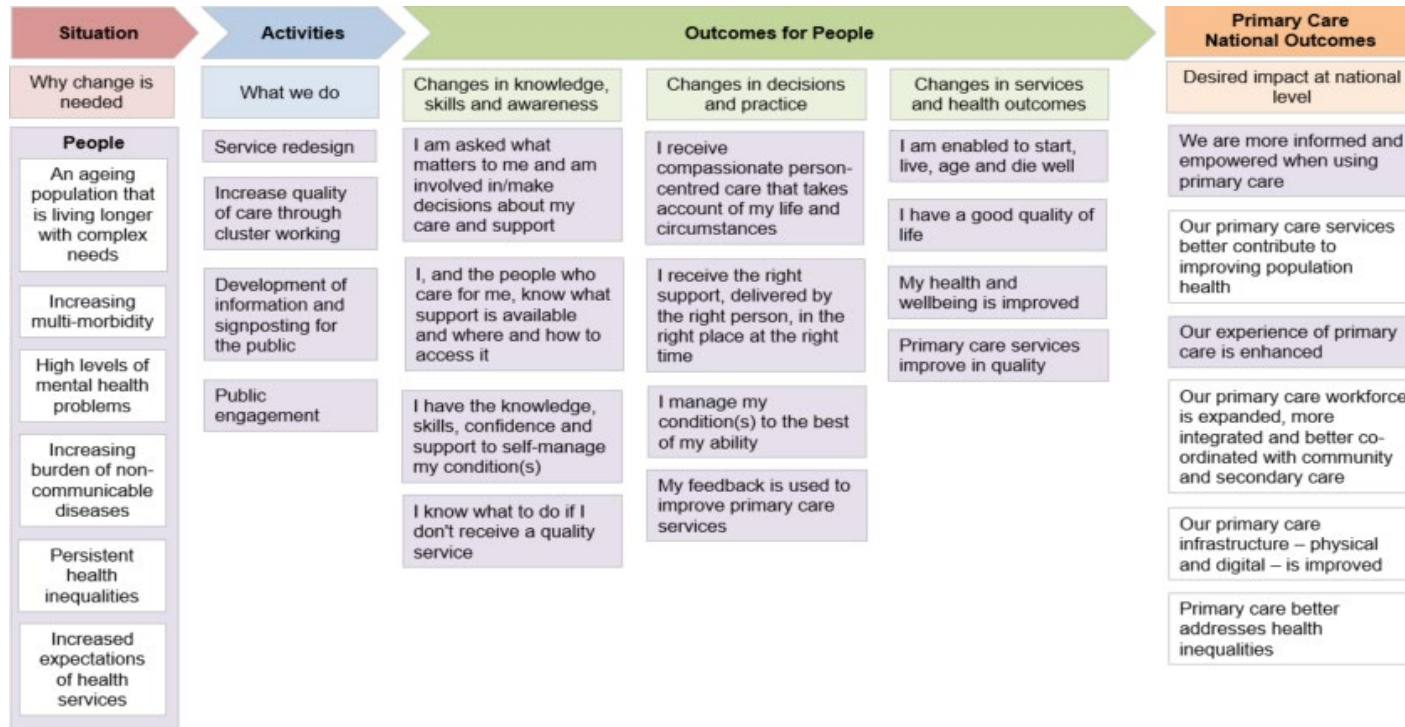 Situation
Activities
Outcomes for People
Primary Care
National Outcomes
Why change is
needed
What we do
Changes in knowledge,
skills and awareness
Changes in decisions
and practice
Changes in services
and health outcomes
Desired impact at national
level
People
An ageing
population that
is living longer
with complex
needs
Increasing
multi-morbidity
High levels of
mental health
problems
Increasing
burden of non-
communicable
diseases
Persistent
health
inequalities
Increased
expectations
of health
services
Service redesign
Increase quality
of care through
cluster working
Development of
information and
signposting for
the public
Public
engagement
I am asked what
matters to me and am
involved in/make
decisions about my
care and support
I, and the people who
care for me, know what
support is available
and where and how to
access it
I have the knowledge,
skills, confidence and
support to self-manage
my condition(s)
I know what to do if I
don't receive a quality
service
I receive
compassionate person-
centred care that takes
account of my life and
circumstances
I receive the right
support, delivered by
the right person, in the
right place at the right
time
I manage my
condition(s) to the best
of my ability
My feedback is used to
improve primary care
services
I am enabled to start,
live, age and die well
I have a good quality of
life
My health and
wellbeing is improved
Primary care services
improve in quality
We are more informed and
empowered when using
primary care
Our primary care services
better contribute to
improving population
health
Our experience of primary
care is enhanced
Our primary care workforce
is expanded, more
integrated and better co-
ordinated with community
and secondary care
Our primary care
infrastructure – physical
and digital – is improved
Primary care better
addresses health
inequalities